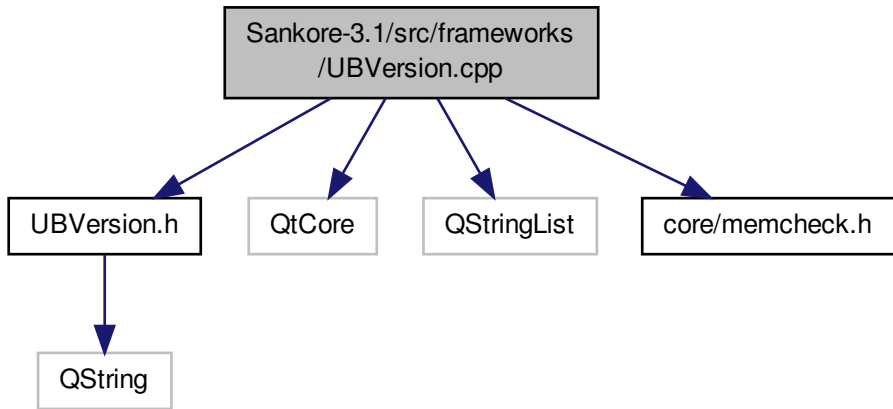 Sankore-3.1/src/frameworks
/UBVersion.cpp
UBVersion.h
QtCore
QStringList
core/memcheck.h
QString